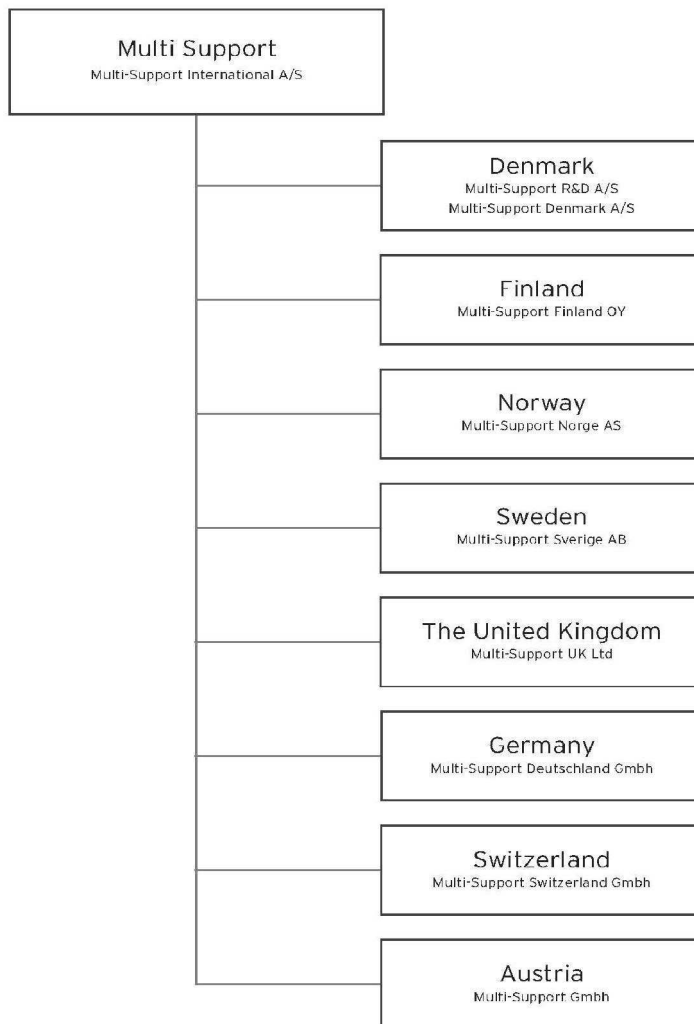 Multi Support
Multi-Support International A/S
Denmark
Multi-Support R&D A/S
Multi-Support Denmark A/S
Finland
Multi-Support Finland OY
Norway
Multi-Support Norge AS
Sweden
Multi-Support Sverige AB
The United Kingdom
Multi-Support UK Ltd
Germany
Multi-Support Deutschland Gmbh
Switzerland
Multi-Support Switzerland Gmbh
Austria
Multi-Support Gmbh